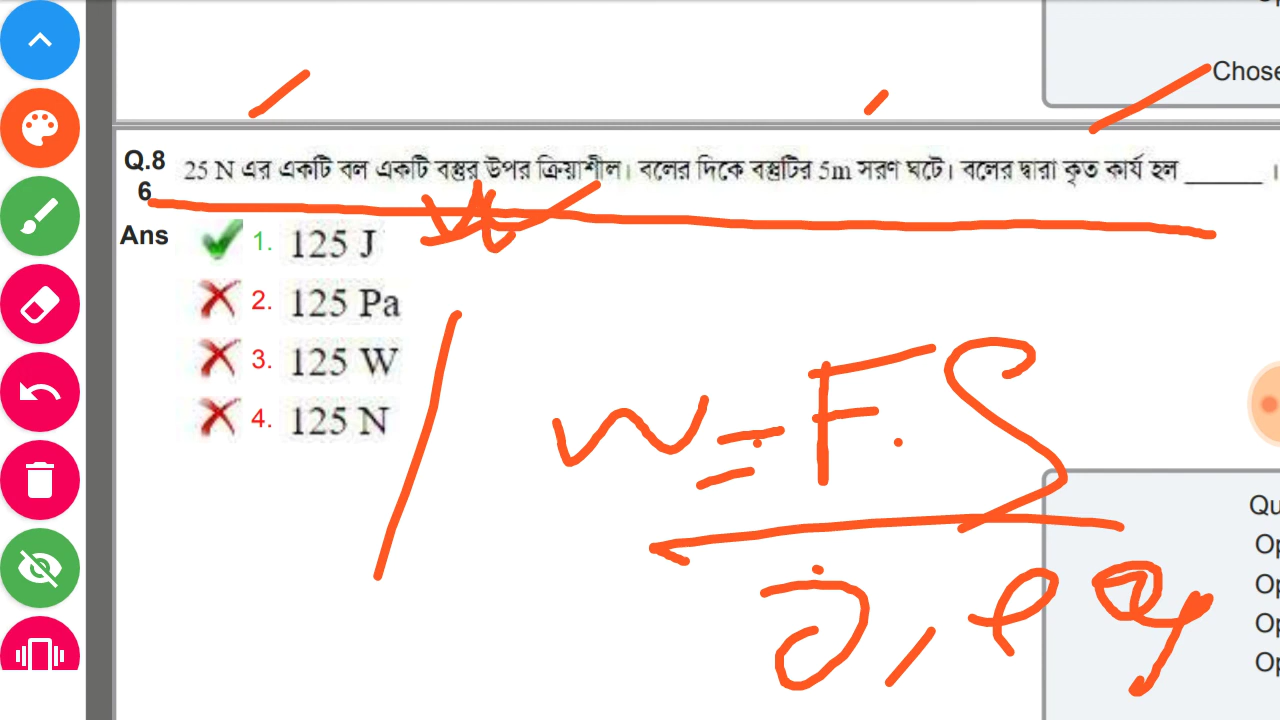 Chose
Q.8
6
25 N এর একটি বল একটি বস্তুর উপর ক্রিয়াশীল। বলের দিকে বস্তুটির 5m সরণ ঘটে। বলের দ্বারা কৃত কার্য হল ______ ।
Ans
1. 125 J
2. 125 Pa
3. 125 W
4. 125 N
W = F.S
Qu
Op
Op
Op
Op